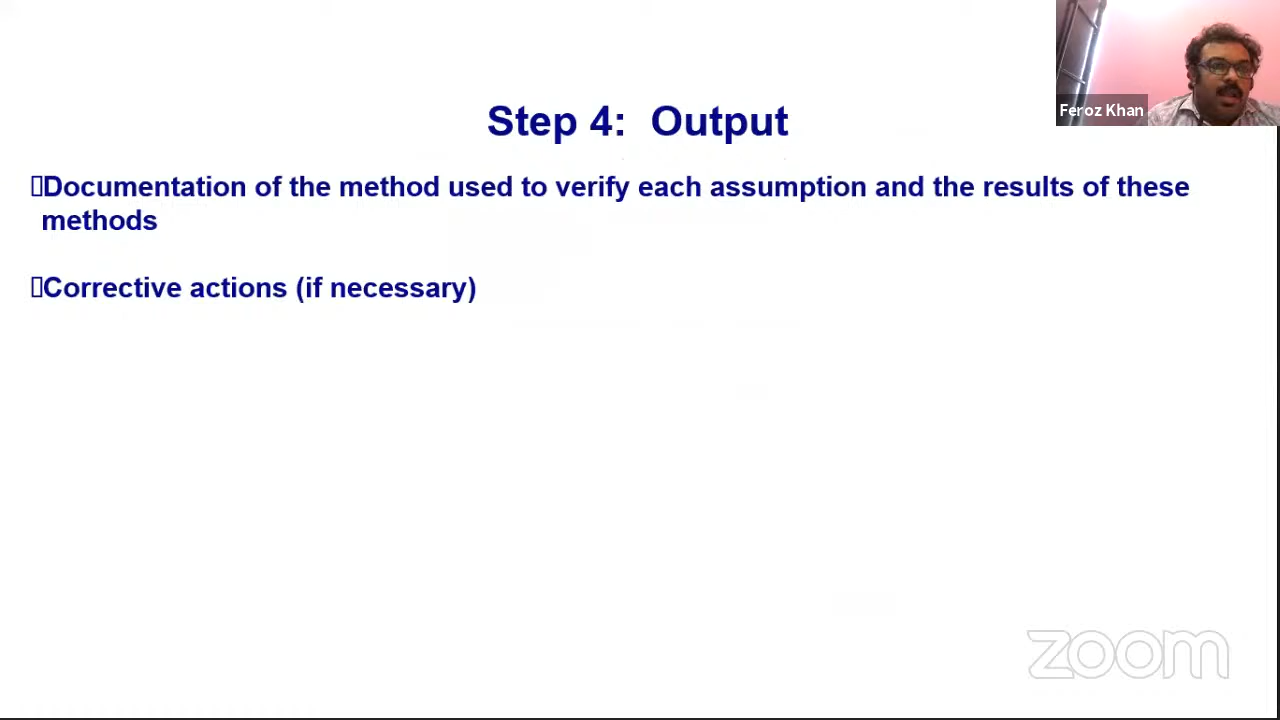 Feroz Khan
Step 4: Output
Documentation of the method used to verify each assumption and the results of these
methods
Corrective actions (if necessary)
zoom